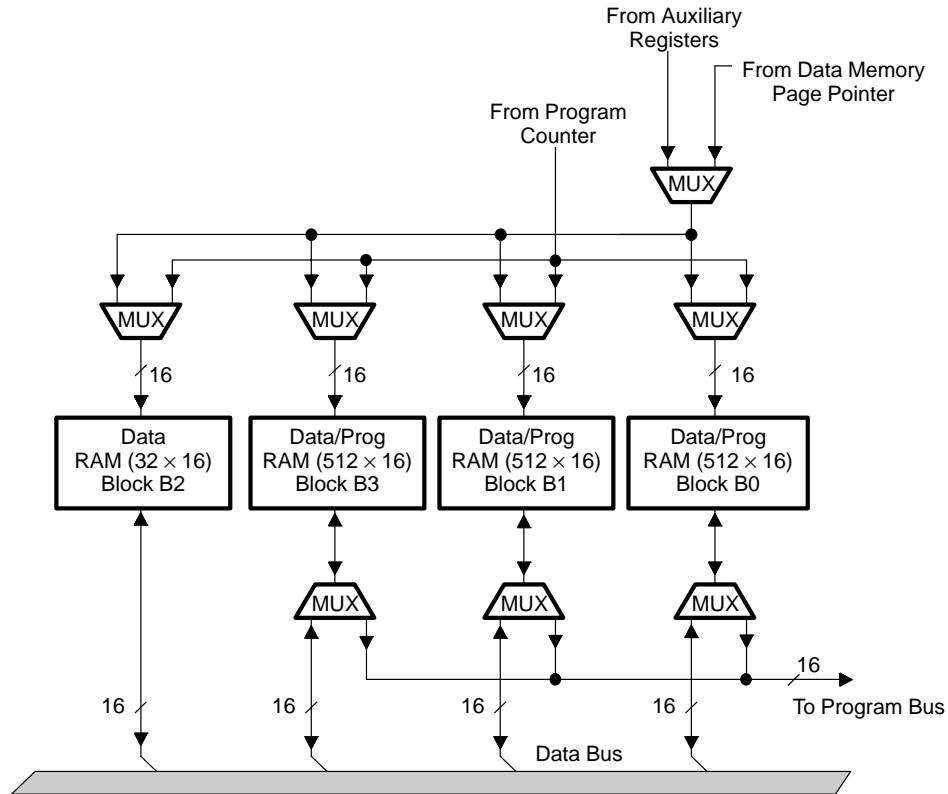 From Auxiliary
Registers
From Data Memory
Page Pointer
From Program
Counter
MUX
MUX
MUX
MUX
MUX
16
16
16
16
Data
RAM (32 × 16)
Block B2
Data/Prog
RAM (512 × 16)
Block B3
Data/Prog
RAM (512 × 16)
Block B1
Data/Prog
RAM (512 × 16)
Block B0
MUX
MUX
MUX
16
To Program Bus
16
16
16
16
Data Bus